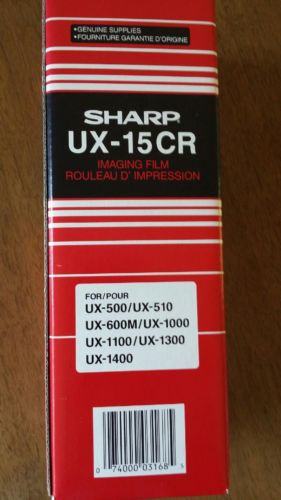 •GENUINE SUPPLIES
•FOURNITURE GARANTIE D'ORIGINE
SHARP
UX-15CR
IMAGING FILM
ROULEAU D' IMPRESSION
FOR/POUR
UX-500/UX-510
UX-600M/UX-1000
UX-1100/UX-1300
UX-1400
0 74000 03168 5